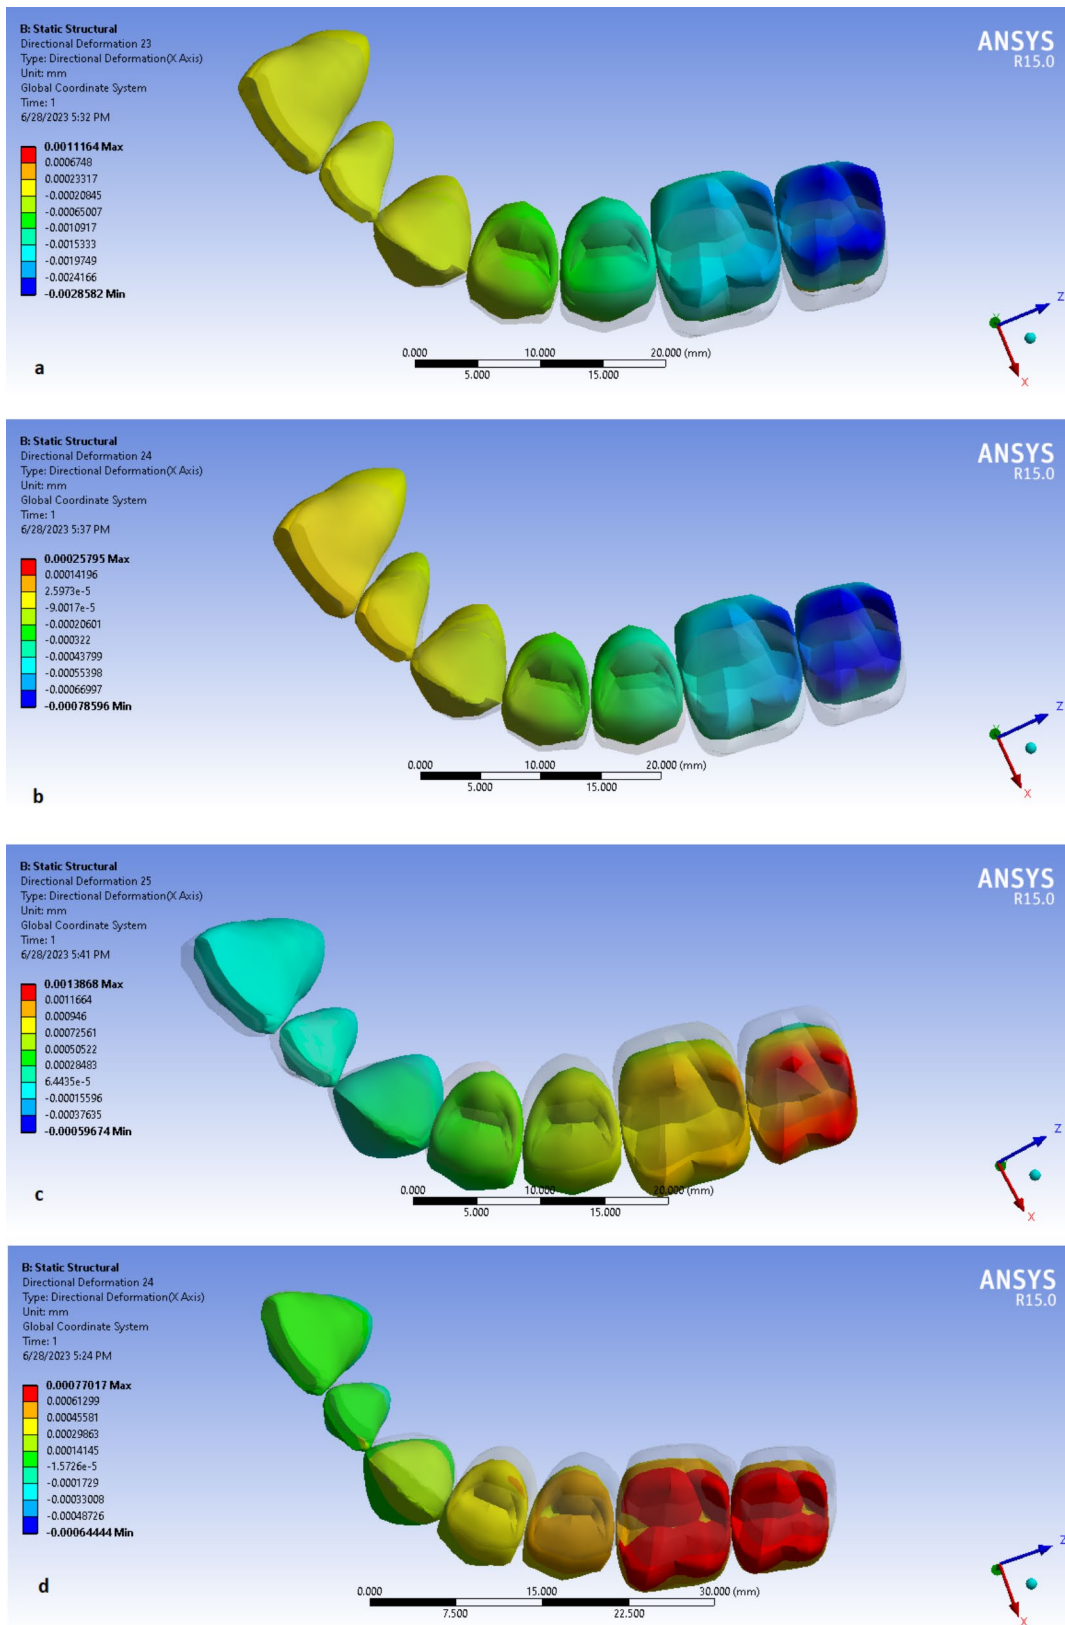 B: Static Structural
Directional Deformation 23
Type: Directional Deformation(X Axis)
Unit: mm
Global Coordinate System
Time: 1
6/28/2023 5:32 PM
ANSYS
R15.0
0.0011164 Max
0.0006748
0.00023317
-0.00020845
-0.00065007
-0.0010917
-0.0015333
-0.0019749
-0.0024166
-0.0028582 Min
Y
Z
X
0.000 10.000 20.000 (mm)
5.000 15.000
a
B: Static Structural
Directional Deformation 24
Type: Directional Deformation(X Axis)
Unit: mm
Global Coordinate System
Time: 1
6/28/2023 5:37 PM
ANSYS
R15.0
0.00025795 Max
0.00014196
2.5973e-5
-9.0017e-5
-0.00020601
-0.000322
-0.00043799
-0.00055398
-0.00066997
-0.00078596 Min
Y
Z
X
0.000 10.000 20.000 (mm)
5.000 15.000
b
B: Static Structural
Directional Deformation 25
Type: Directional Deformation(X Axis)
Unit: mm
Global Coordinate System
Time: 1
6/28/2023 5:41 PM
ANSYS
R15.0
0.0013868 Max
0.0011664
0.000946
0.00072561
0.00050522
0.00028483
6.4435e-5
-0.00015596
-0.00037635
-0.00059674 Min
Z
X
0.000 10.000 20.000 (mm)
5.000 15.000
c
B: Static Structural
Directional Deformation 24
Type: Directional Deformation(X Axis)
Unit: mm
Global Coordinate System
Time: 1
6/28/2023 5:24 PM
ANSYS
R15.0
0.00077017 Max
0.00061299
0.00045581
0.00029863
0.00014145
-1.5726e-5
-0.0001729
-0.00033008
-0.00048726
-0.00064444 Min
Z
X
0.000 15.000 30.000 (mm)
7.500 22.500
d